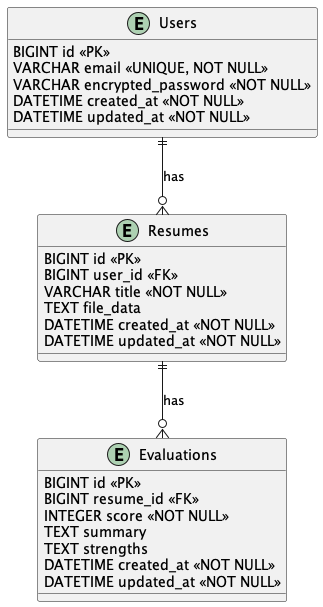 E Users
BIGINT id «PK»
VARCHAR email «UNIQUE, NOT NULL»
VARCHAR encrypted_password «NOT NULL»
DATETIME created_at «NOT NULL»
DATETIME updated_at «NOT NULL»
has
E Resumes
BIGINT id «PK»
BIGINT user_id «FK»
VARCHAR title «NOT NULL»
TEXT file_data
DATETIME created_at «NOT NULL»
DATETIME updated_at «NOT NULL»
has
E Evaluations
BIGINT id «PK»
BIGINT resume_id «FK»
INTEGER score «NOT NULL»
TEXT summary
TEXT strengths
DATETIME created_at «NOT NULL»
DATETIME updated_at «NOT NULL»